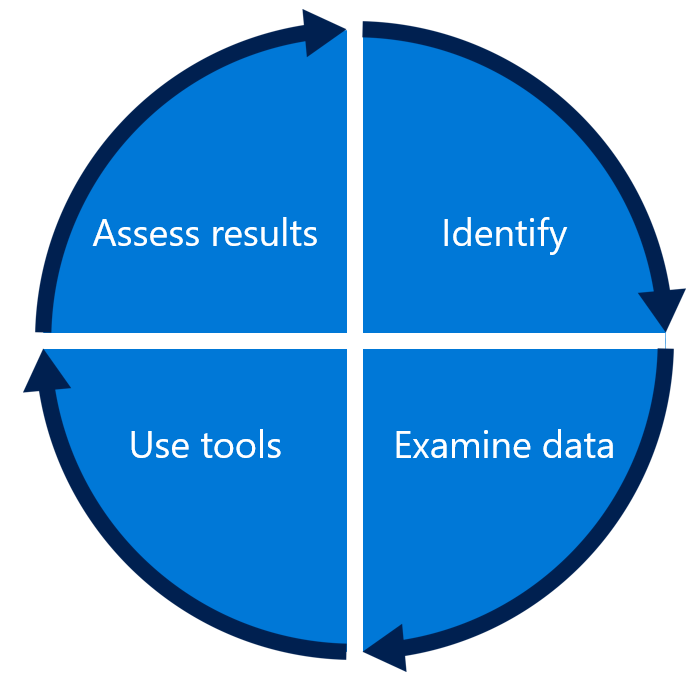 Assess results
Identify
Use tools
Examine data